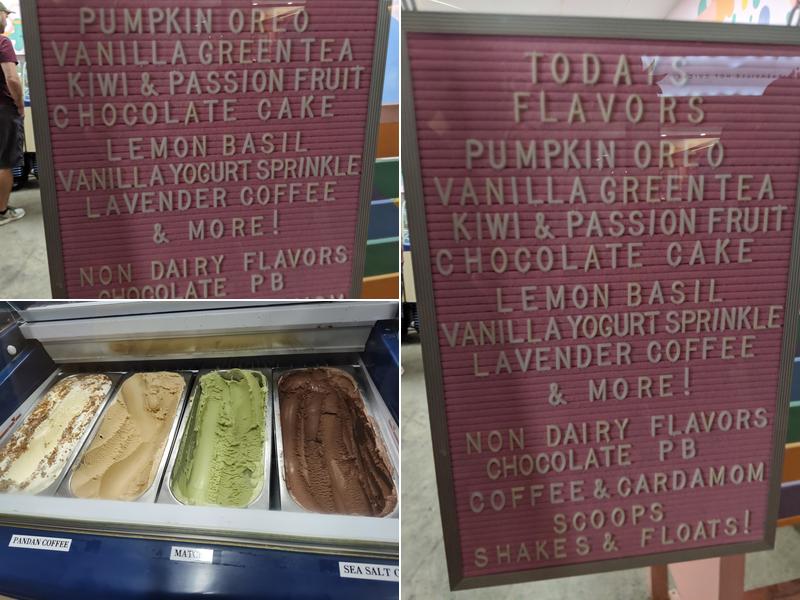 PUMPKIN OREO
VANILLA GREEN TEA
KIWI & PASSION FRUIT
CHOCOLATE CAKE
LEMON BASIL
VANILLA YOGURT SPRINKLE
LAVENDER COFFEE
& MORE!
NON DAIRY FLAVORS
CHOCOLATE PB
PANDAN COFFEE
SEA SALT
TODAY'S
FLAVORS
PUMPKIN OREO
VANILLA GREEN TEA
KIWI & PASSION FRUIT
CHOCOLATE CAKE
LEMON BASIL
VANILLA YOGURT SPRINKLE
LAVENDER COFFEE
& MORE!
NON DAIRY FLAVORS
CHOCOLATE PB
COFFEE & CARDAMOM
SCOOPS
SHAKES & FLOATS!